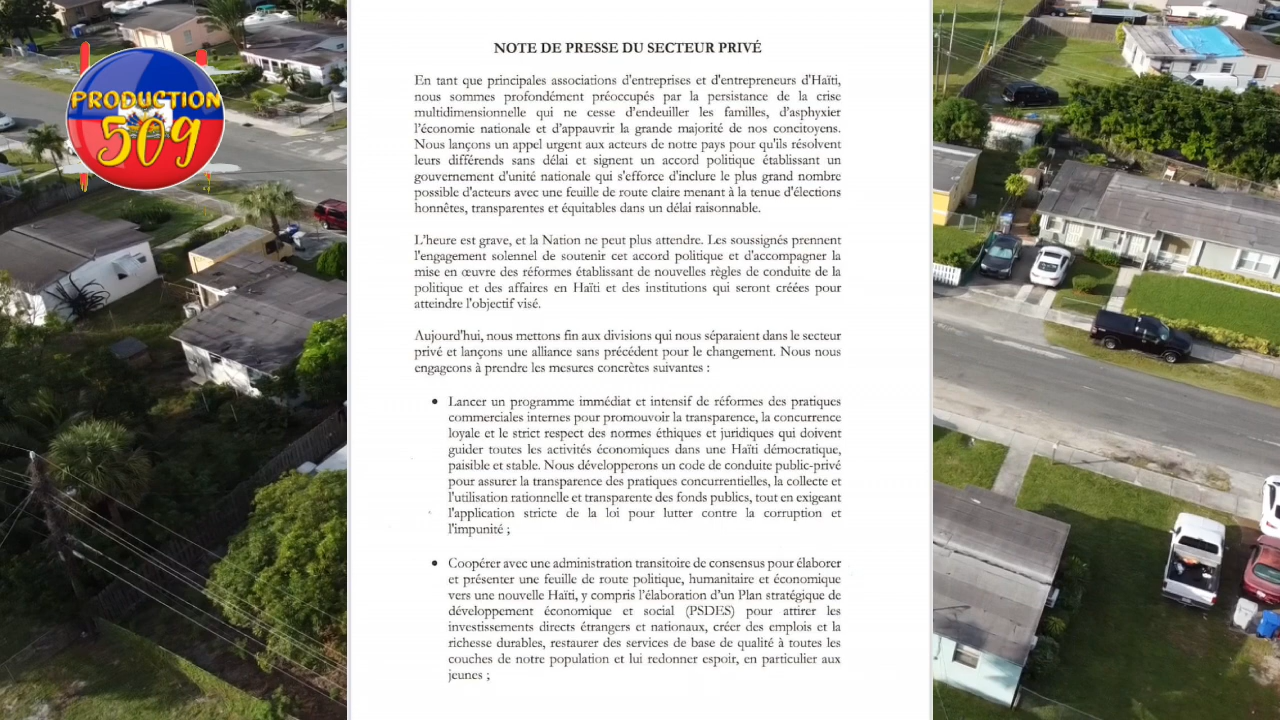 PRODUCTION
509
NOTE DE PRESSE DU SECTEUR PRIVÉ
En tant que principales associations d'entreprises et d'entrepreneurs d'Haïti,
nous sommes profondément préoccupés par la persistance de la crise
multidimensionnelle qui ne cesse d'endeuiller les familles, d'asphyxier
l'économie nationale et d'appauvrir la grande majorité de nos concitoyens.
Nous lançons un appel urgent aux acteurs de notre pays pour qu'ils résolvent
leurs différends sans délai et signent un accord politique établissant un
gouvernement d'unité nationale qui s'efforce d'inclure le plus grand nombre
possible d'acteurs avec une feuille de route claire menant à la tenue d'élections
honnêtes, transparentes et équitables dans un délai raisonnable.
L'heure est grave, et la Nation ne peut plus attendre. Les soussignés prennent
l'engagement solennel de soutenir cet accord politique et d'accompagner la
mise en œuvre des réformes établissant de nouvelles règles de conduite de la
politique et des affaires en Haïti et des institutions qui seront créées pour
atteindre l'objectif visé.
Aujourd'hui, nous mettons fin aux divisions qui nous séparaient dans le secteur
privé et lançons une alliance sans précédent pour le changement. Nous nous
engageons à prendre les mesures concrètes suivantes :
• Lancer un programme immédiat et intensif de réformes des pratiques
commerciales internes pour promouvoir la transparence, la concurrence
loyale et le strict respect des normes éthiques et juridiques qui doivent
guider toutes les activités économiques dans une Haïti démocratique,
paisible et stable. Nous développerons un code de conduite public-privé
pour assurer la transparence des pratiques concurrentielles, la collecte et
l'utilisation rationnelle et transparente des fonds publics, tout en exigeant
l'application stricte de la loi pour lutter contre la corruption et
l'impunité ;
• Coopérer avec une administration transitoire de consensus pour élaborer
et présenter une feuille de route politique, humanitaire et économique
vers une nouvelle Haïti, y compris l'élaboration d'un Plan stratégique de
développement économique et social (PSDES) pour attirer les
investissements directs étrangers et nationaux, créer des emplois et la
richesse durables, restaurer des services de base de qualité à toutes les
couches de notre population et lui redonner espoir, en particulier aux
jeunes ;